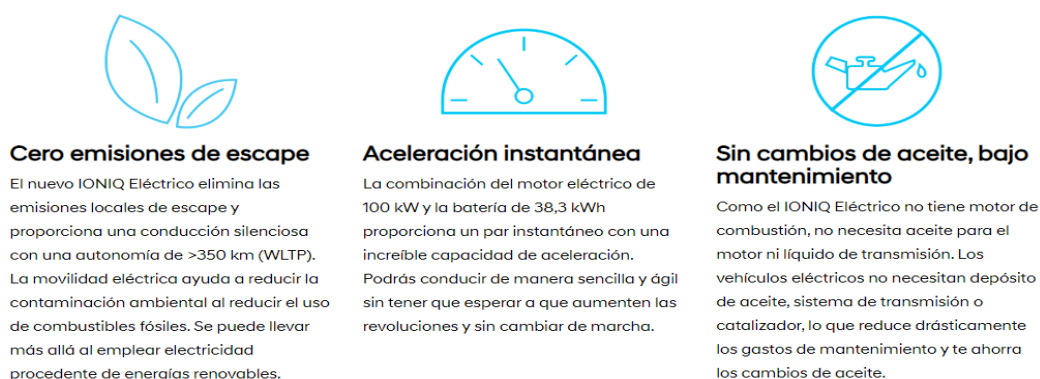 Cero emisiones de escape
El nuevo IONIQ Eléctrico elimina las
emisiones locales de escape y
proporciona una conducción silenciosa
con una autonomía de >350 km (WLTP).
La movilidad eléctrica ayuda a reducir la
contaminación ambiental al reducir el uso
de combustibles fósiles. Se puede llevar
más allá al emplear electricidad
procedente de energías renovables.
Aceleración instantánea
La combinación del motor eléctrico de
100 kW y la batería de 38,3 kWh
proporciona un par instantáneo con una
increíble capacidad de aceleración.
Podrás conducir de manera sencilla y ágil
sin tener que esperar a que aumenten las
revoluciones y sin cambiar de marcha.
Sin cambios de aceite, bajo
mantenimiento
Como el IONIQ Eléctrico no tiene motor de
combustión, no necesita aceite para el
motor ni líquido de transmisión. Los
vehículos eléctricos no necesitan depósito
de aceite, sistema de transmisión o
catalizador, lo que reduce drásticamente
los gastos de mantenimiento y te ahorra
los cambios de aceite.